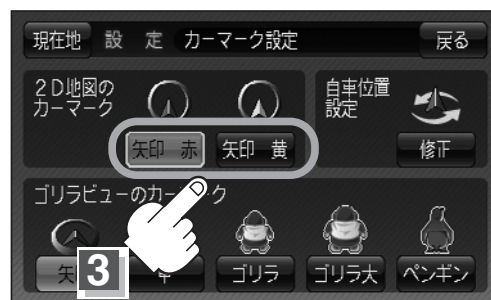 現在地 設 定 カーマーク設定 戻る
2D地図の
カーマーク
自車位置
設定
矢印 赤 矢印 黄 修正
ゴリラビューのカー ク
3
矢 車 ゴリラ ゴリラ大 ペンギン